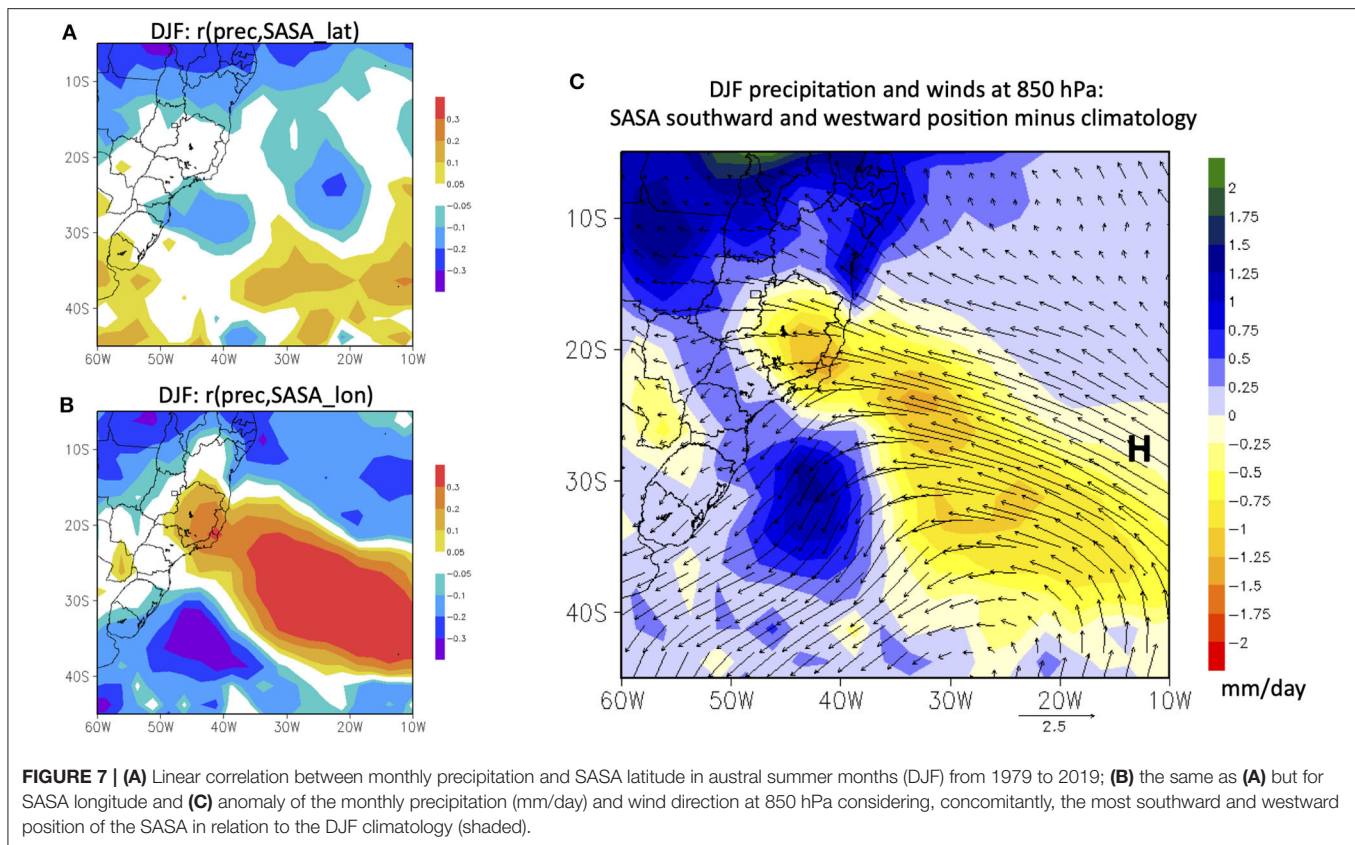 A
DJF: r(prec,SASA_lat)
10S
20S
30S
40S
60W 50W 40W 30W 20W 10W
0.3
0.2
0.1
0.05
−0.05
−0.1
−0.2
−0.3
B
DJF: r(prec,SASA_lon)
10S
20S
30S
40S
60W 50W 40W 30W 20W 10W
0.3
0.2
0.1
0.05
−0.05
−0.1
−0.2
−0.3
C
DJF precipitation and winds at 850 hPa:
SASA southward and westward position minus climatology
10S
20S
30S
40S
60W 50W 40W 30W 20W 10W
H
2.5
2
1.75
1.5
1.25
1
0.75
0.5
0.25
0
−0.25
−0.5
−0.75
−1
−1.25
−1.5
−1.75
−2
mm/day
FIGURE 7 | (A) Linear correlation between monthly precipitation and SASA latitude in austral summer months (DJF) from 1979 to 2019; (B) the same as (A) but for
SASA longitude and (C) anomaly of the monthly precipitation (mm/day) and wind direction at 850 hPa considering, concomitantly, the most southward and westward
position of the SASA in relation to the DJF climatology (shaded).